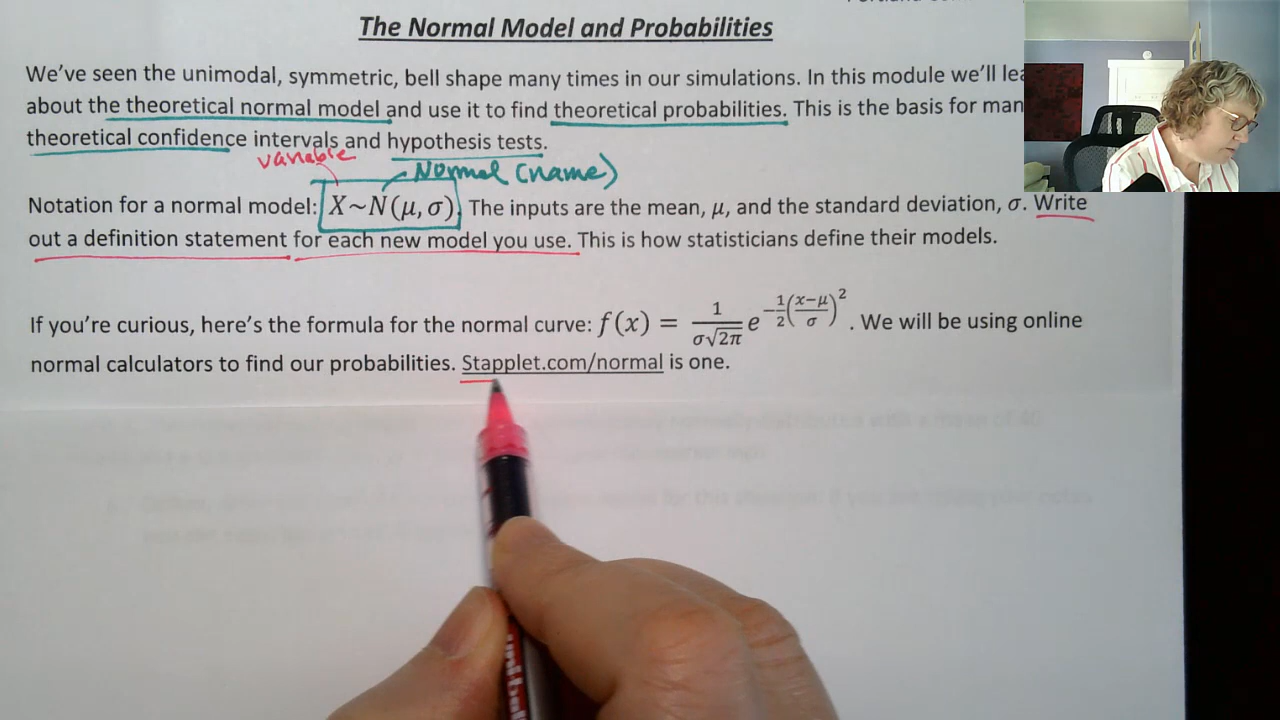 The Normal Model and Probabilities
We've seen the unimodal, symmetric, bell shape many times in our simulations. In this module we'll
about the theoretical normal model and use it to find theoretical probabilities. This is the basis for
theoretical confidence intervals and hypothesis tests.
variable
Normal (name)
Notation for a normal model: X~N(μ, σ). The inputs are the mean, μ, and the standard deviation, σ. Write
out a definition statement for each new model you use. This is how statisticians define their models.
If you're curious, here's the formula for the normal curve: f(x) = \frac{1}{σ\sqrt{2π}} e^{-\frac{1}{2}(\frac{x-μ}{σ})^2}. We will be using online
normal calculators to find our probabilities. Stapplet.com/normal is one.